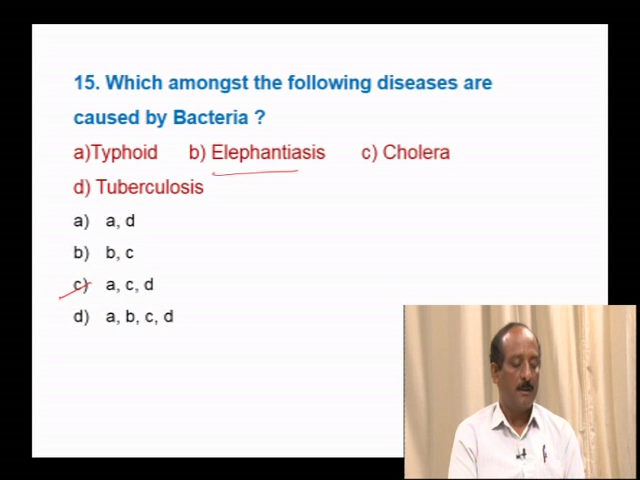 15. Which amongst the following diseases are
caused by Bacteria ?
a)Typhoid b) Elephantiasis c) Cholera
d) Tuberculosis
a) a, d
b) b, c
c) a, c, d
d) a, b, c, d